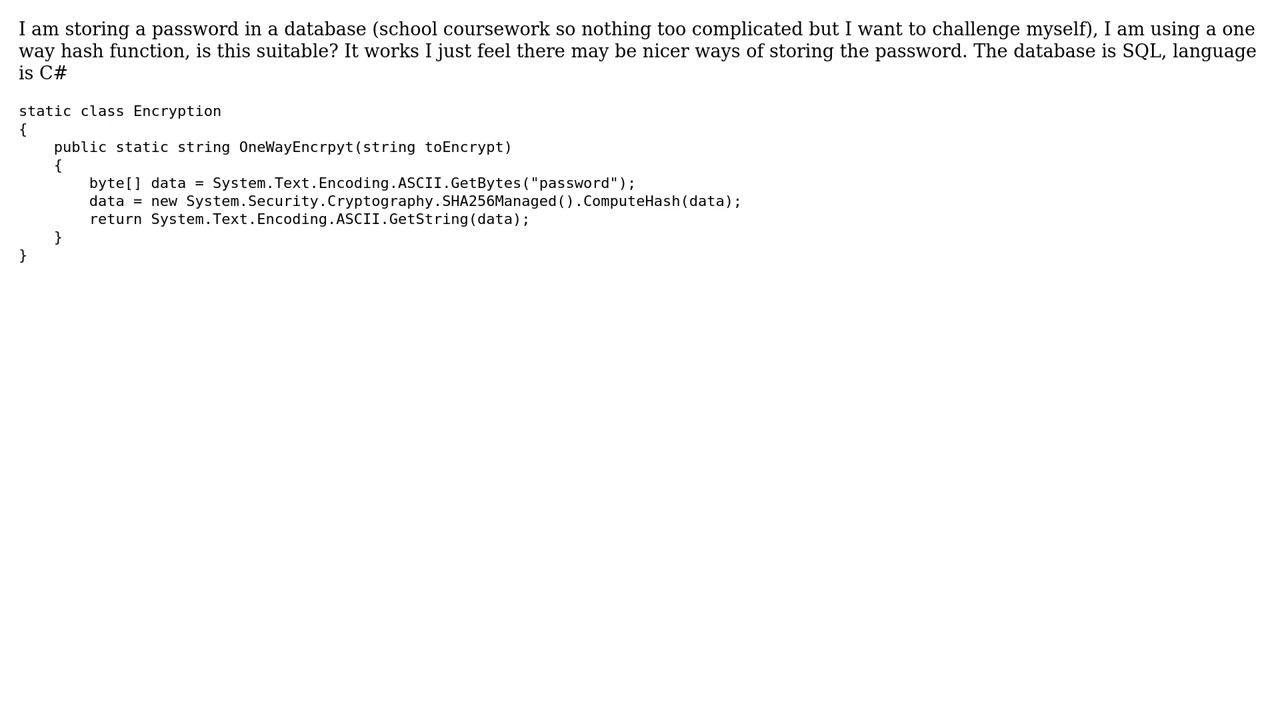 I am storing a password in a database (school coursework so nothing too complicated but I want to challenge myself), I am using a one
way hash function, is this suitable? It works I just feel there may be nicer ways of storing the password. The database is SQL, language
is C#
static class Encryption
{
    public static string OneWayEncrpyt(string toEncrypt)
    {
        byte[] data = System.Text.Encoding.ASCII.GetBytes("password");
        data = new System.Security.Cryptography.SHA256Managed().ComputeHash(data);
        return System.Text.Encoding.ASCII.GetString(data);
    }
}